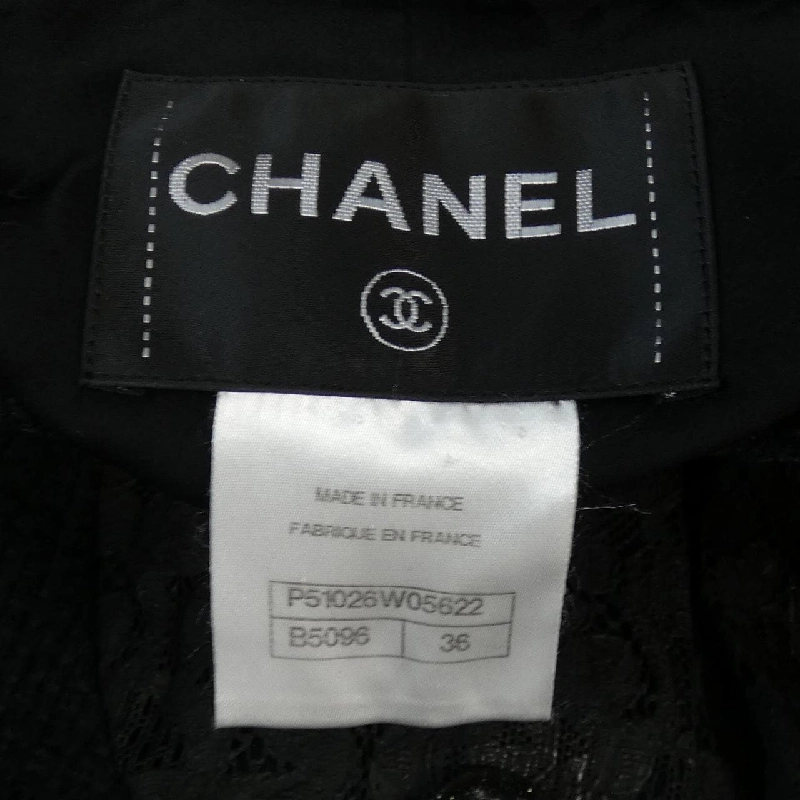 CHANEL
MADE IN FRANCE
FABRIQUE EN FRANCE
P51026W05622
B5096 36